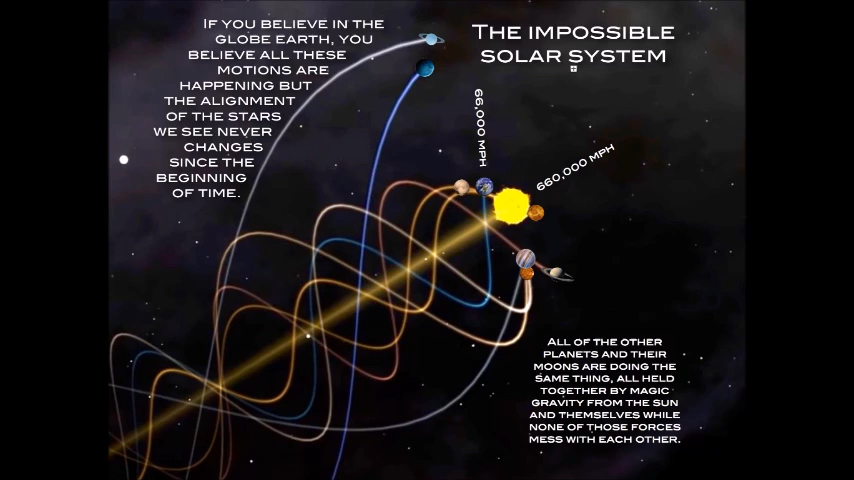 IF YOU BELIEVE IN THE
GLOBE EARTH, YOU
BELIEVE ALL THESE
MOTIONS ARE
HAPPENING BUT
THE ALIGNMENT
OF THE STARS
WE SEE NEVER
CHANGES
SINCE THE
BEGINNING
OF TIME.
THE IMPOSSIBLE
SOLAR SYSTEM
66,000 MPH
660,000 MPH
ALL OF THE OTHER
PLANETS AND THEIR
MOONS ARE DOING THE
SAME THING, ALL HELD
TOGETHER BY MAGIC
GRAVITY FROM THE SUN
AND THEMSELVES WHILE
NONE OF THOSE FORCES
MESS WITH EACH OTHER.